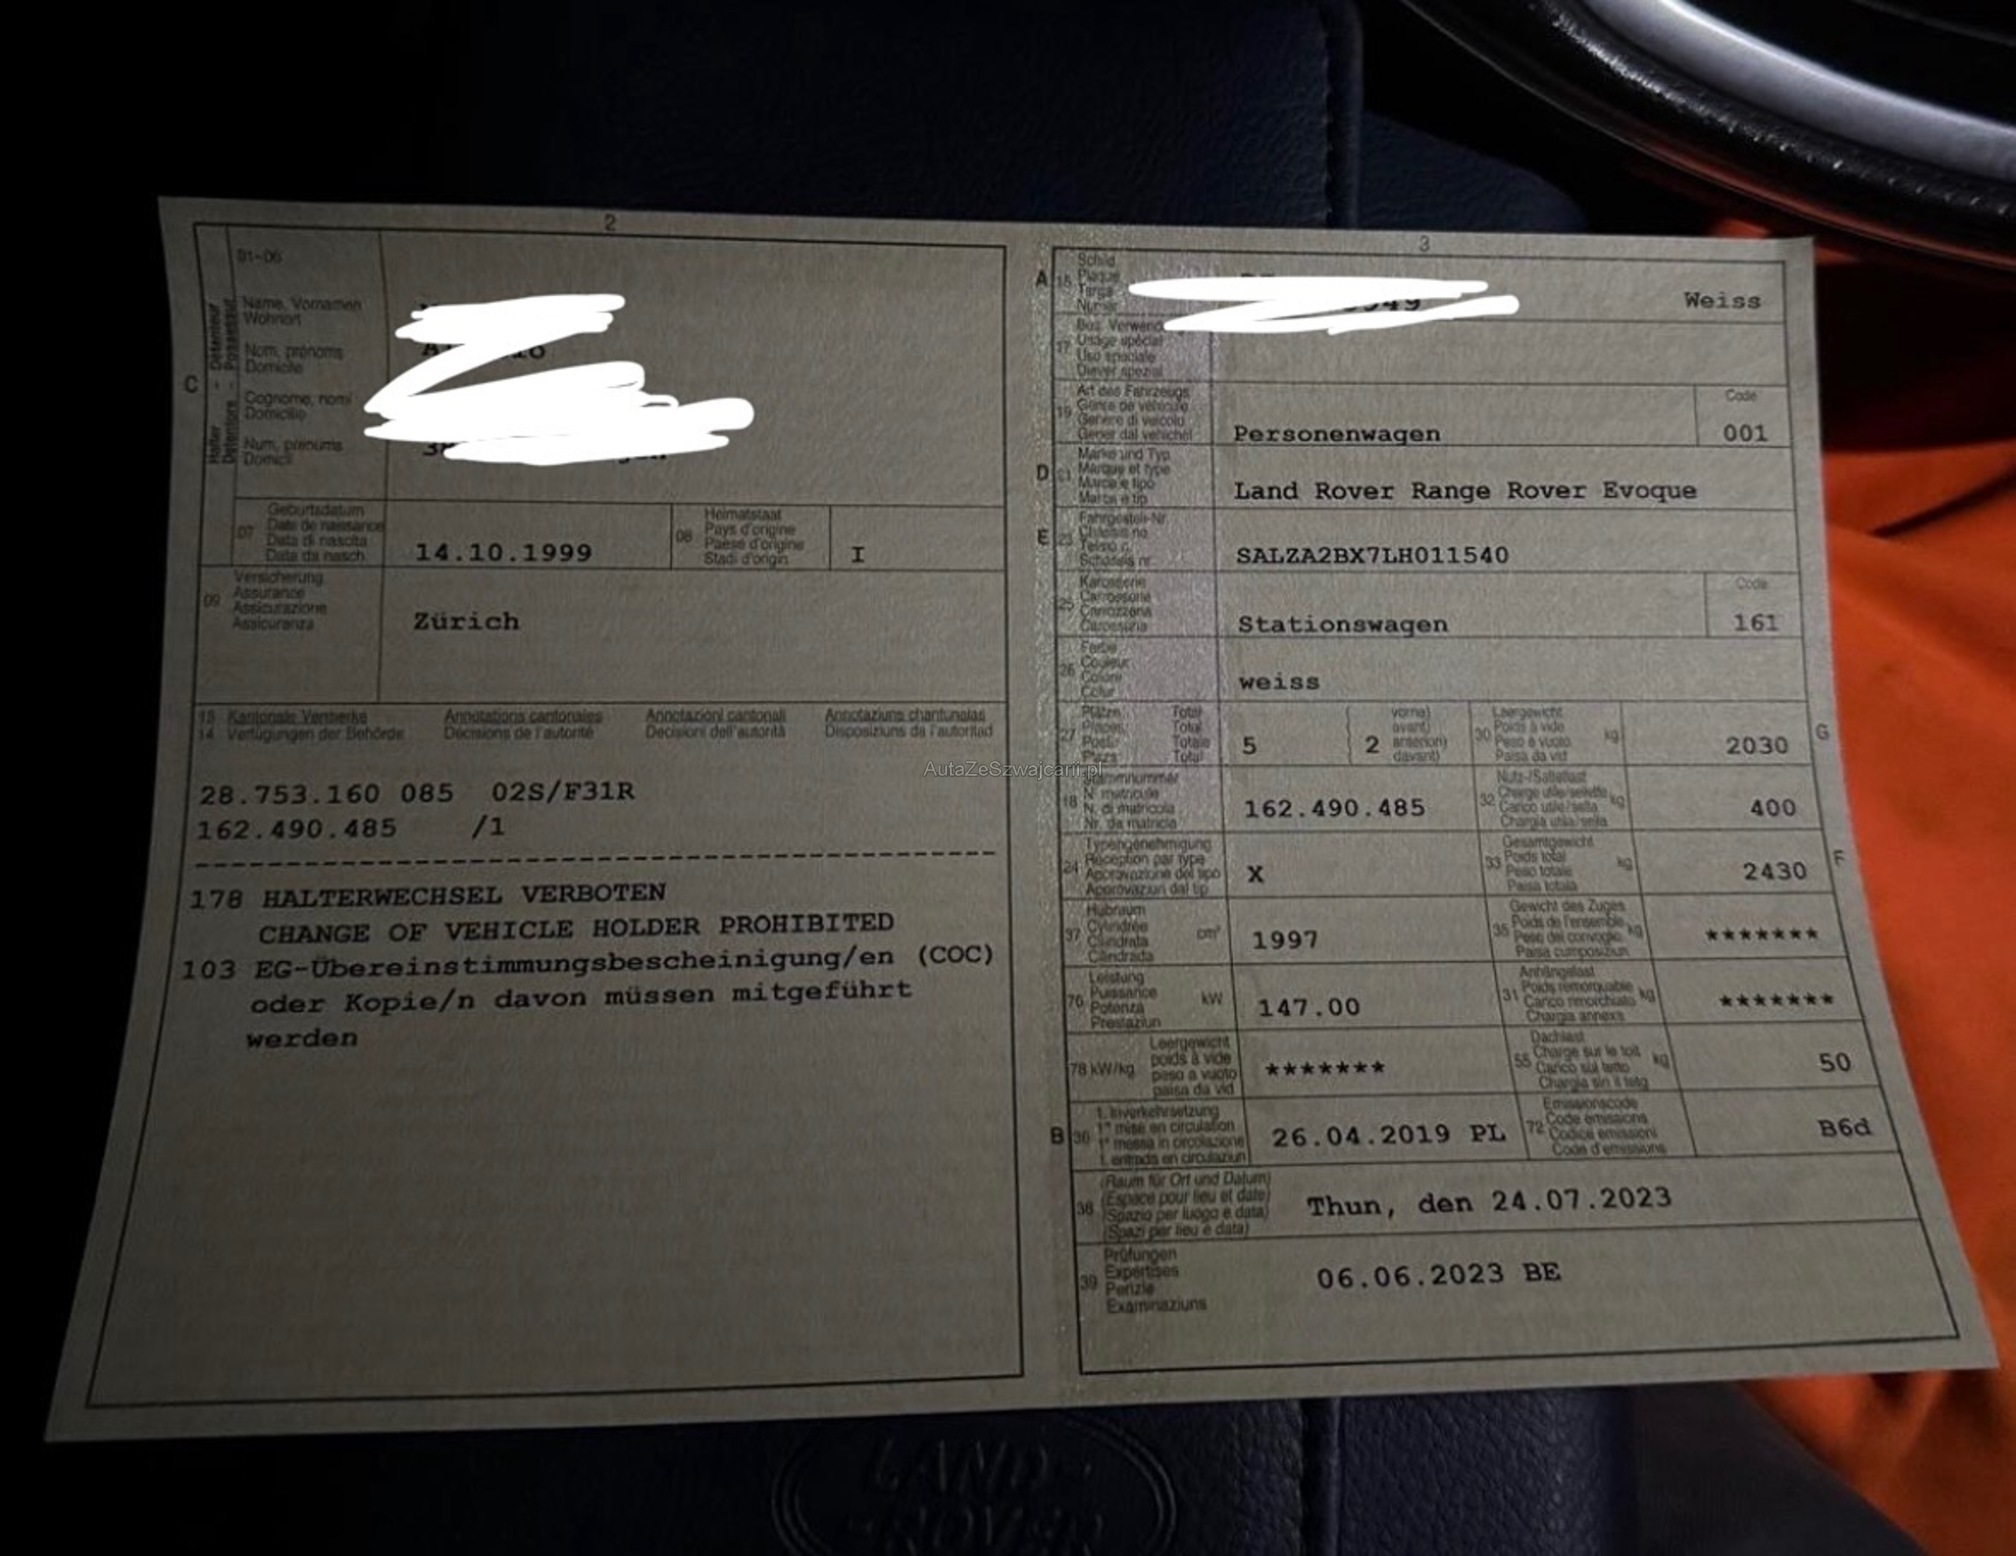 2
01-06
Name, Vornamen
Wohnort
Nom, prénoms
Domicile
Cognome, nomi
Domicilio
Num, prenums
Domicil
C
Halter - Détenteur
Detentore - Possessur
07
Geburtsdatum
Date de naissance
Data di nascita
Data da nasch.
14.10.1999
08
Heimatstaat
Pays d'origine
Paese d'origine
Stadi d'origin
I
09
Versicherung
Assurance
Assicurazione
Assicuranza
Zürich
13 Kantonale Vermerke Annotations cantonales Annotazioni cantonali Annotaziuns chantunalas
14 Verfügungen der Behörde Décisions de l'autorité Decisioni dell'autorità Disposiziuns da l'autoritad
28.753.160 085 02S/F31R
162.490.485 /1
178 HALTERWECHSEL VERBOTEN
CHANGE OF VEHICLE HOLDER PROHIBITED
103 EG-Übereinstimmungsbescheinigung/en (COC)
oder Kopie/n davon müssen mitgeführt
werden
3
A
15
Schild
Plaque
Targa
Weiss
17
Usage spécial
Uso speciale
Diever spezial
19
Art des Fahrzeugs
Genre de véhicule
Genere di veicolo
Gener dal vehichel
Personenwagen
Code
001
D
21
Marke und Typ
Marque et type
Marca e tipo
Marca e tip
Land Rover Range Rover Evoque
E
23
Fahrgestell-Nr.
Châssis no
Telaio n.
Schassis nr.
SALZA2BX7LH011540
25
Karosserie
Carrosserie
Carrozzeria
Carossaria
Stationswagen
Code
161
26
Farbe
Couleur
Colore
Colur
weiss
27
Plätze: Total
Places: Total
Posti: Totale
Plazs: Total
5
2
vorne)
avant)
anteriori)
davant)
30
Leergewicht
Poids à vide
Peso a vuoto
Paisa da vid
kg
2030
G
18
Stammnummer
N° matricule
N. di matricola
Nr. da matricla
162.490.485
32
Nutz-/Sattellast
Charge utile/sellette
Carico utile/sella
Chargia utila/sella
kg
400
24
Typengenehmigung
Réception par type
Approvazione del tipo
Approvaziun dal tip
X
33
Gesamtgewicht
Poids total
Peso totale
Paisa totala
kg
2430
F
37
Hubraum
Cylindrée
Cilindrata
Cilindrada
cm³
1997
35
Gewicht des Zuges
Poids de l'ensemble
Peso del convoglio
Paisa cumposiziun
kg
*******
76
Leistung
Puissance
Potenza
Prestaziun
kW
147.00
31
Anhängelast
Poids remorquable
Carico rimorchiato
Chargia annexa
kg
*******
78 kW/kg
Leergewicht
poids à vide
peso a vuoto
paisa da vid
*******
55
Dachlast
Charge sur le toit
Carico sul tetto
Chargia sin il tetg
kg
50
B
36
1. Inverkehrsetzung
1re mise en circulation
1a messa in circolazione
1. entrada en circulaziun
26.04.2019 PL
72
Emissionscode
Code émissions
Codice emissioni
Code d'emissiuns
B6d
38
(Raum für Ort und Datum)
(Espace pour lieu et date)
(Spazio per luogo e data)
(Spazi per lieu e data)
Thun, den 24.07.2023
39
Prüfungen
Expertises
Perizie
Examinaziuns
06.06.2023 BE
AutaZeSzwajcarii.pl
LAND
ROVER